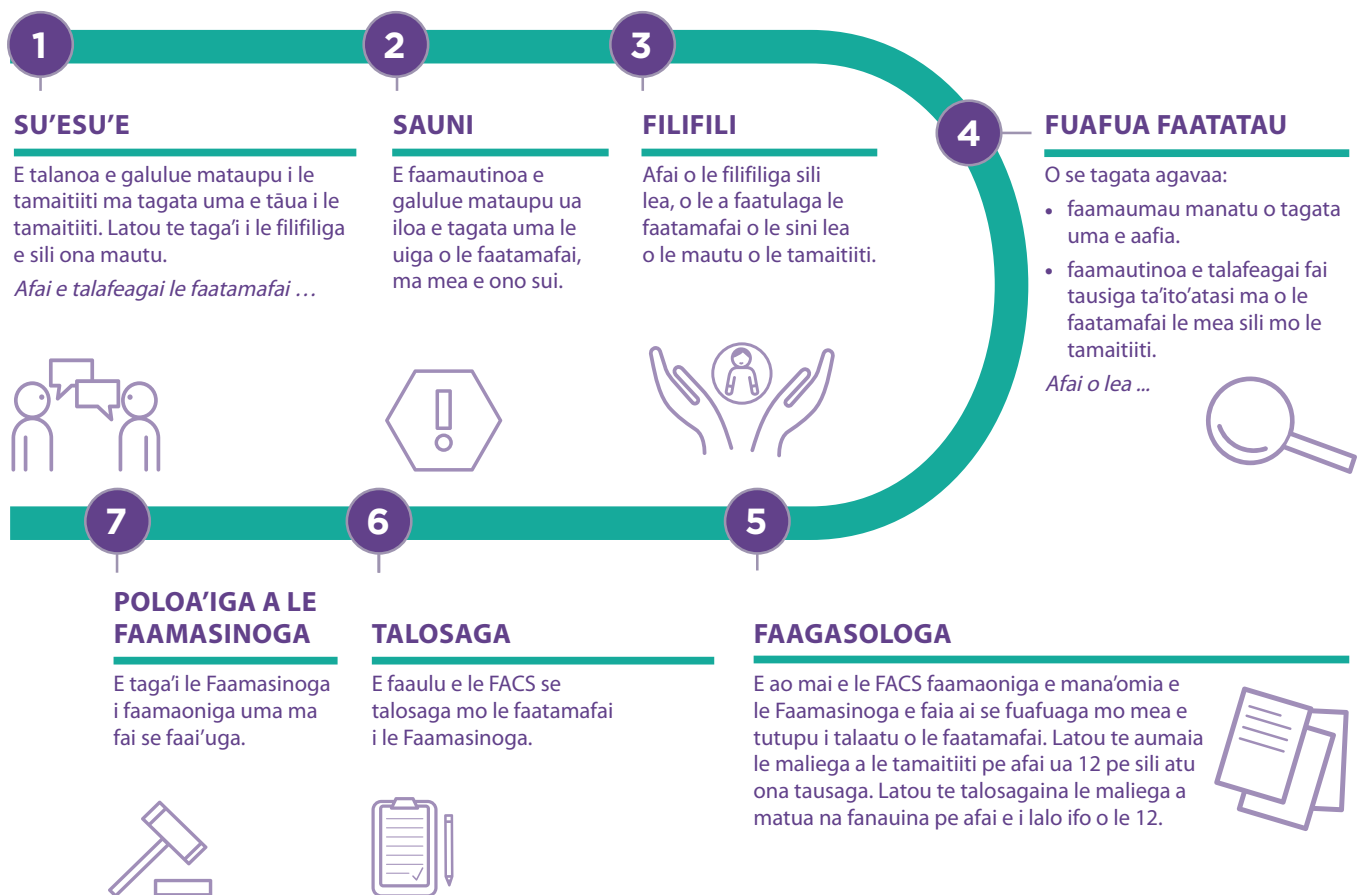 1
SU'ESU'E
E talanoa e galulue mataupu i le
tamaitiiti ma tagata uma e tāua i le
tamaitiiti. Latou te taga'i i le filifiliga
e sili ona mautu.
Afai e talafeagai le faatamafai …
2
SAUNI
E faamautinoa e
galulue mataupu ua
iloa e tagata uma le
uiga o le faatamafai,
ma mea e ono sui.
3
FILIFILI
Afai o le filifiliga sili
lea, o le a faatulaga le
faatamafai o le sini lea
o le mautu o le tamaitiiti.
4
FUAFUA FAATATAU
O se tagata agavaa:
• faamaumau manatu o tagata
uma e aafia.
• faamautinoa e talafeagai fai
tausiga ta'ito'atasi ma o le
faatamafai le mea sili mo le
tamaitiiti.
Afai o lea ...
5
FAAGASOLOGA
E ao mai e le FACS faamaoniga e mana'omia e
le Faamasinoga e faia ai se fuafuaga mo mea e
tutupu i talaatu o le faatamafai. Latou te aumaia
le maliega a le tamaitiiti pe afai ua 12 pe sili atu
ona tausaga. Latou te talosagaina le maliega a
matua na fanauina pe afai e i lalo ifo o le 12.
6
TALOSAGA
E faaulu e le FACS se
talosaga mo le faatamafai
i le Faamasinoga.
7
POLOA'IGA A LE
FAAMASINOGA
E taga'i le Faamasinoga
i faamaoniga uma ma
fai se faai'uga.